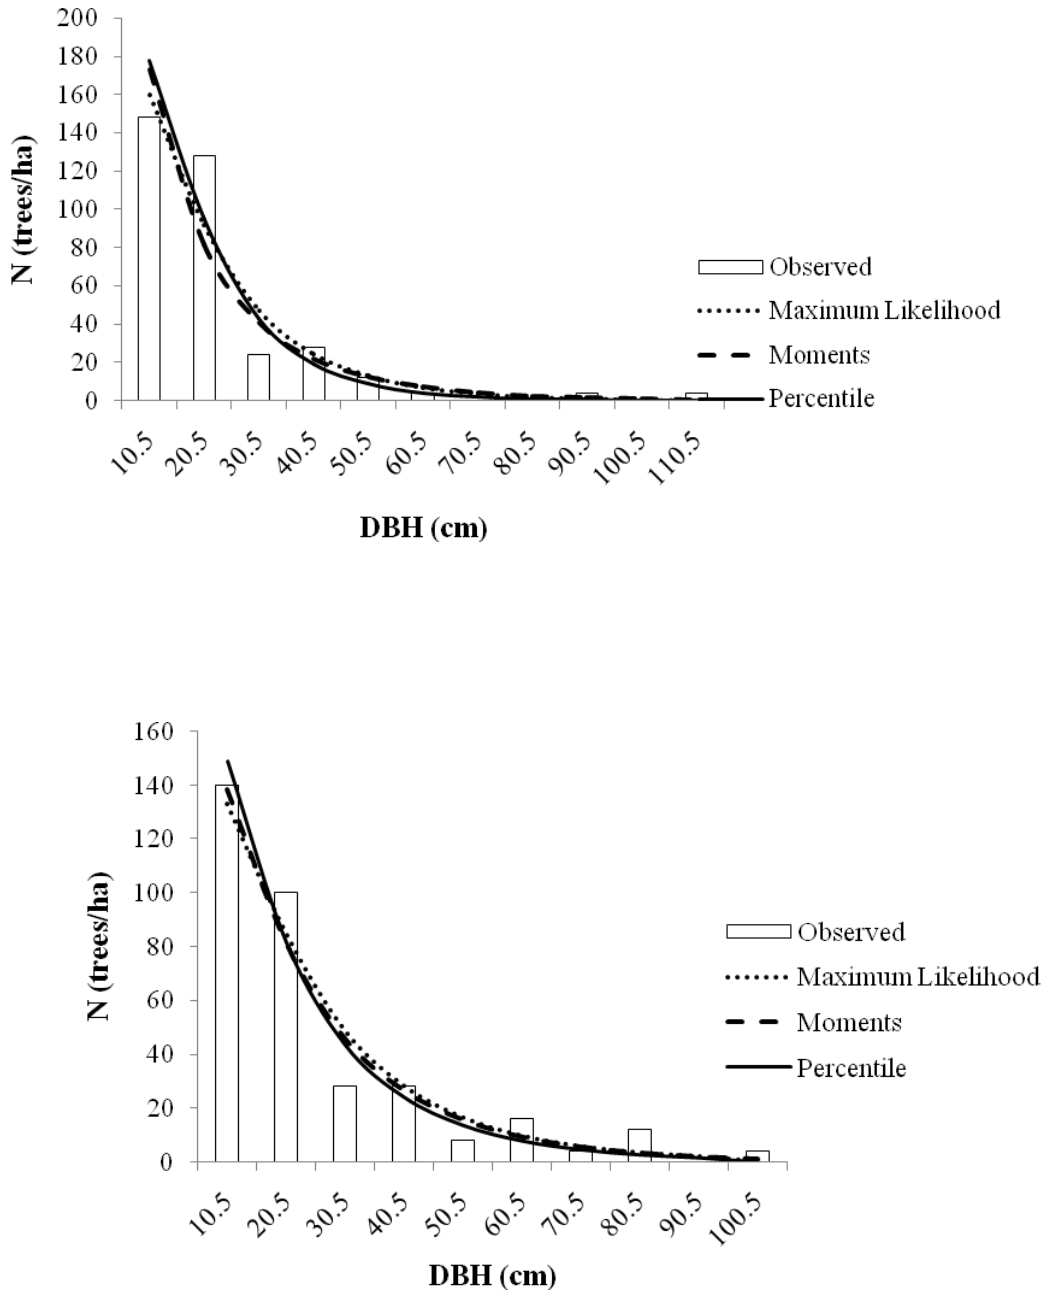 200
180
160
140
120
100
80
60
40
20
0
N (trees/ha)
10.5 20.5 30.5 40.5 50.5 60.5 70.5 80.5 90.5 100.5 110.5
DBH (cm)
Observed
Maximum Likelihood
Moments
Percentile
160
140
120
100
80
60
40
20
0
N (trees/ha)
10.5 20.5 30.5 40.5 50.5 60.5 70.5 80.5 90.5 100.5
DBH (cm)
Observed
Maximum Likelihood
Moments
Percentile